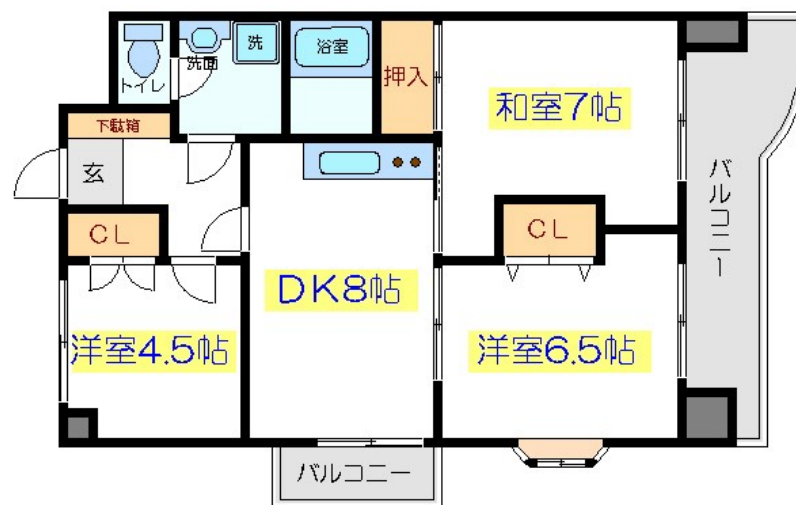 トイレ
洗面
洗
浴室
押入
和室7帖
下駄箱
玄
バルコニー
CL
CL
DK8帖
洋室4.5帖
洋室6.5帖
バルコニー